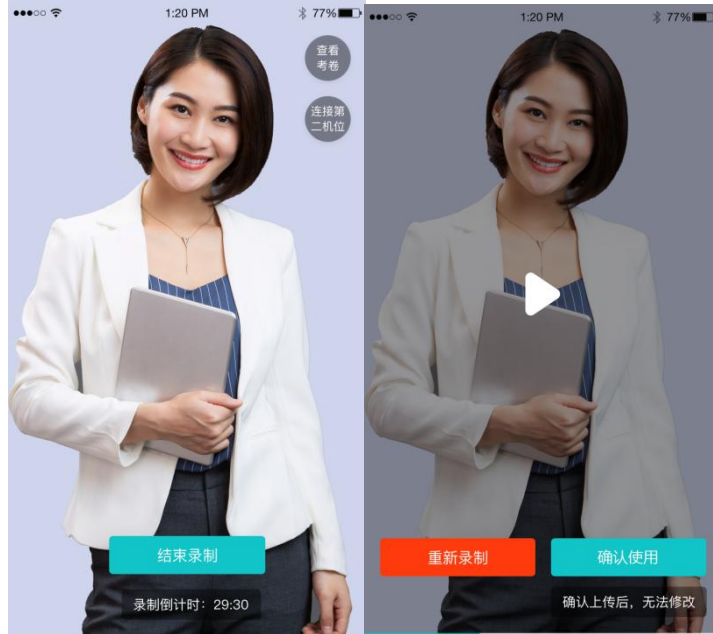 1:20 PM
77%
查看
考卷
连接第
二机位
结束录制
录制倒计时：29:30
1:20 PM
77%
重新录制
确认使用
确认上传后，无法修改